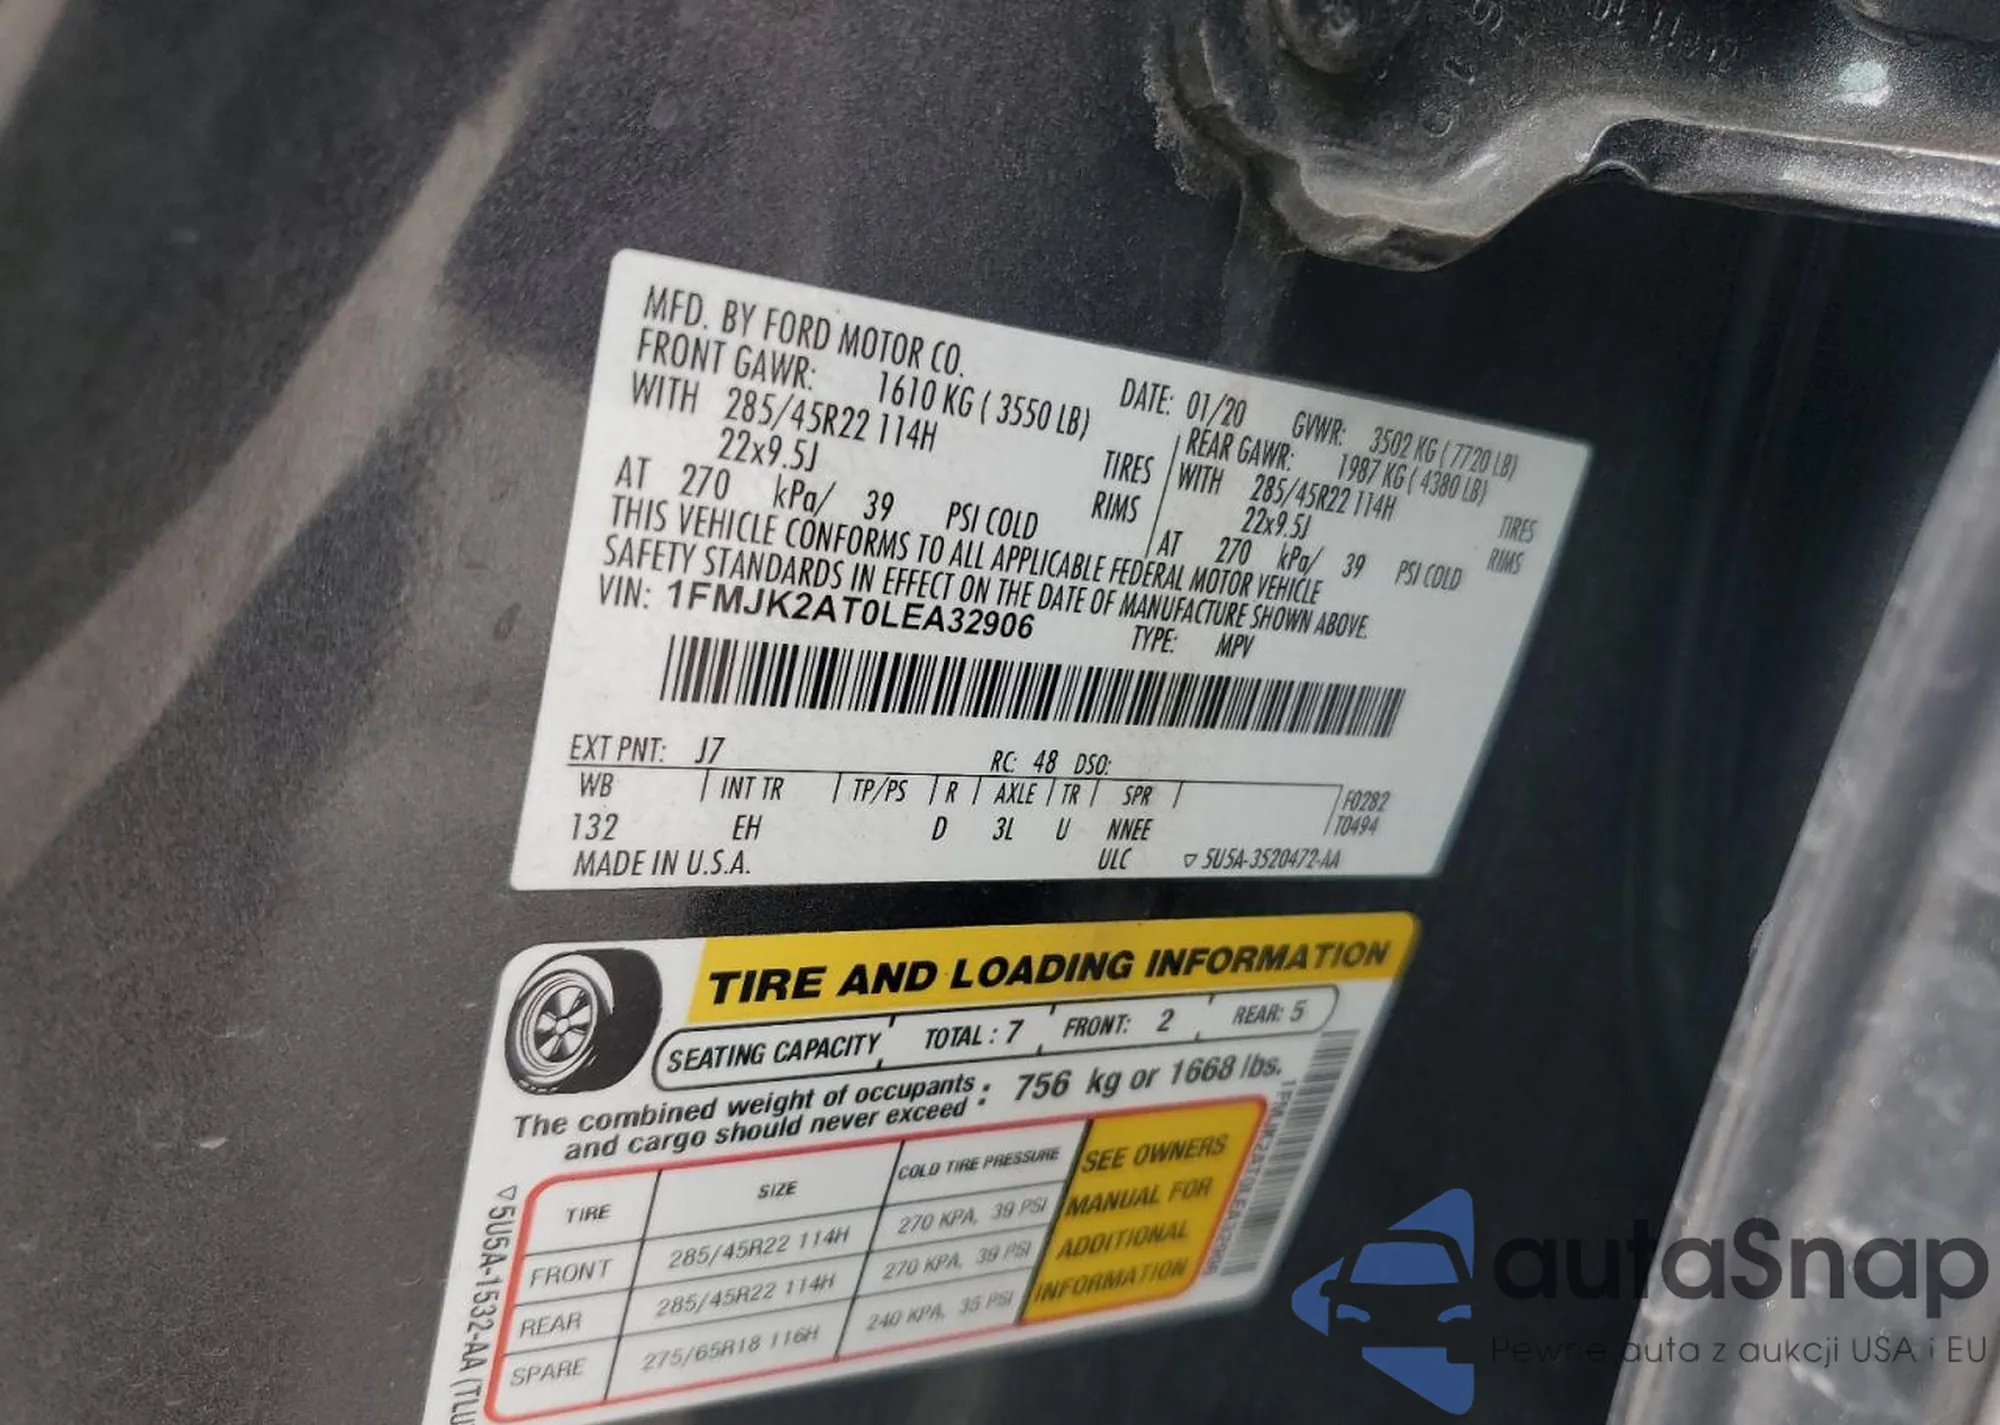 MFD. BY FORD MOTOR CO.
DATE: 01/20 GVWR: 3502 KG ( 7720 LB)
FRONT GAWR: 1610 KG ( 3550 LB)
REAR GAWR: 1987 KG ( 4380 LB)
WITH 285/45R22 114H TIRES
WITH 285/45R22 114H TIRES
22x9.5J RIMS
22x9.5J RIMS
AT 270 kPa/ 39 PSI COLD
AT 270 kPa/ 39 PSI COLD
THIS VEHICLE CONFORMS TO ALL APPLICABLE FEDERAL MOTOR VEHICLE
SAFETY STANDARDS IN EFFECT ON THE DATE OF MANUFACTURE SHOWN ABOVE.
VIN: 1FMJK2AT0LEA32906 TYPE: MPV
EXT PNT: J7 RC: 48 DSO:
WB INT TR TP/PS R AXLE TR SPR F0282
132 EH D 3L U NNEE T0494
MADE IN U.S.A. ULC ▽ 5U5A-3520472-AA
TIRE AND LOADING INFORMATION
SEATING CAPACITY TOTAL : 7 FRONT: 2 REAR: 5
The combined weight of occupants
and cargo should never exceed : 756 kg or 1668 lbs.
TIRE SIZE COLD TIRE PRESSURE
FRONT 285/45R22 114H 270 KPA, 39 PSI
REAR 285/45R22 114H 270 KPA, 39 PSI
SPARE 275/65R18 116H 240 KPA, 35 PSI
SEE OWNERS
MANUAL FOR
ADDITIONAL
INFORMATION
▽5U5A-1532-AA (TLU
1FMJK2AT0LEA32906
autaSnap
Pewne auta z aukcji USA i EU